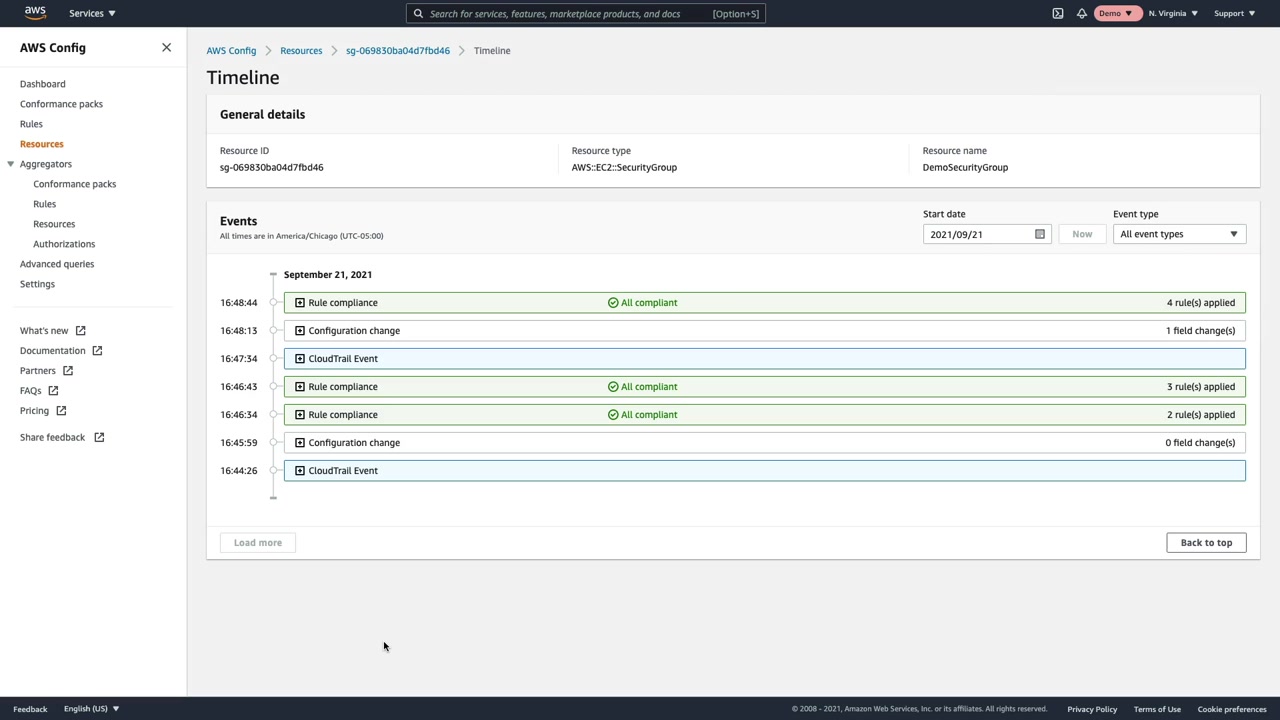 aws
Services
Search for services, features, marketplace products, and docs [Option+S]
Demo
N. Virginia
Support
AWS Config
Dashboard
Conformance packs
Rules
Resources
Aggregators
Conformance packs
Rules
Resources
Authorizations
Advanced queries
Settings
What's new
Documentation
Partners
FAQs
Pricing
Share feedback
AWS Config > Resources > sg-069830ba04d7fbd46 > Timeline
Timeline
General details
Resource ID
sg-069830ba04d7fbd46
Resource type
AWS::EC2::SecurityGroup
Resource name
DemoSecurityGroup
Events
All times are in America/Chicago (UTC-05:00)
Start date
2021/09/21
Now
Event type
All event types
September 21, 2021
16:48:44 Rule compliance All compliant 4 rule(s) applied
16:48:13 Configuration change 1 field change(s)
16:47:34 CloudTrail Event
16:46:43 Rule compliance All compliant 3 rule(s) applied
16:46:34 Rule compliance All compliant 2 rule(s) applied
16:45:59 Configuration change 0 field change(s)
16:44:26 CloudTrail Event
Load more
Back to top
Feedback
English (US)
© 2008 - 2021, Amazon Web Services, Inc. or its affiliates. All rights reserved.
Privacy Policy
Terms of Use
Cookie preferences